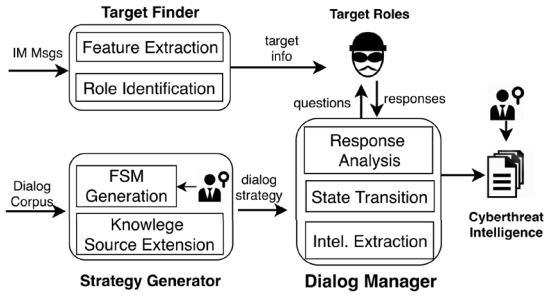 Target Finder
Target Roles
IM Msgs
Feature Extraction
Role Identification
target
info
questions
responses
Response
Analysis
State Transition
Intel. Extraction
Dialog Manager
Dialog
Corpus
FSM
Generation
Knowlege
Source Extension
Strategy Generator
dialog
strategy
Cyberthreat
Intelligence